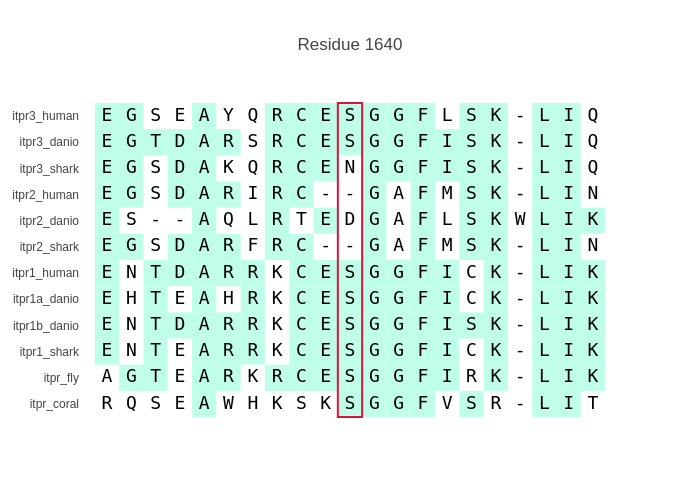 Residue 1640
itpr3_human E G S E A Y Q R C E S G G F L S K - L I Q
itpr3_danio E G T D A R S R C E S G G F I S K - L I Q
itpr3_shark E G S D A K Q R C E N G G F I S K - L I Q
itpr2_human E G S D A R I R C - - G A F M S K - L I N
itpr2_danio E S - - A Q L R T E D G A F L S K W L I K
itpr2_shark E G S D A R F R C - - G A F M S K - L I N
itpr1_human E N T D A R R K C E S G G F I C K - L I K
itpr1a_danio E H T E A H R K C E S G G F I C K - L I K
itpr1b_danio E N T D A R R K C E S G G F I S K - L I K
itpr1_shark E N T E A R R K C E S G G F I C K - L I K
itpr_fly A G T E A R K R C E S G G F I R K - L I K
itpr_coral R Q S E A W H K S K S G G F V S R - L I T